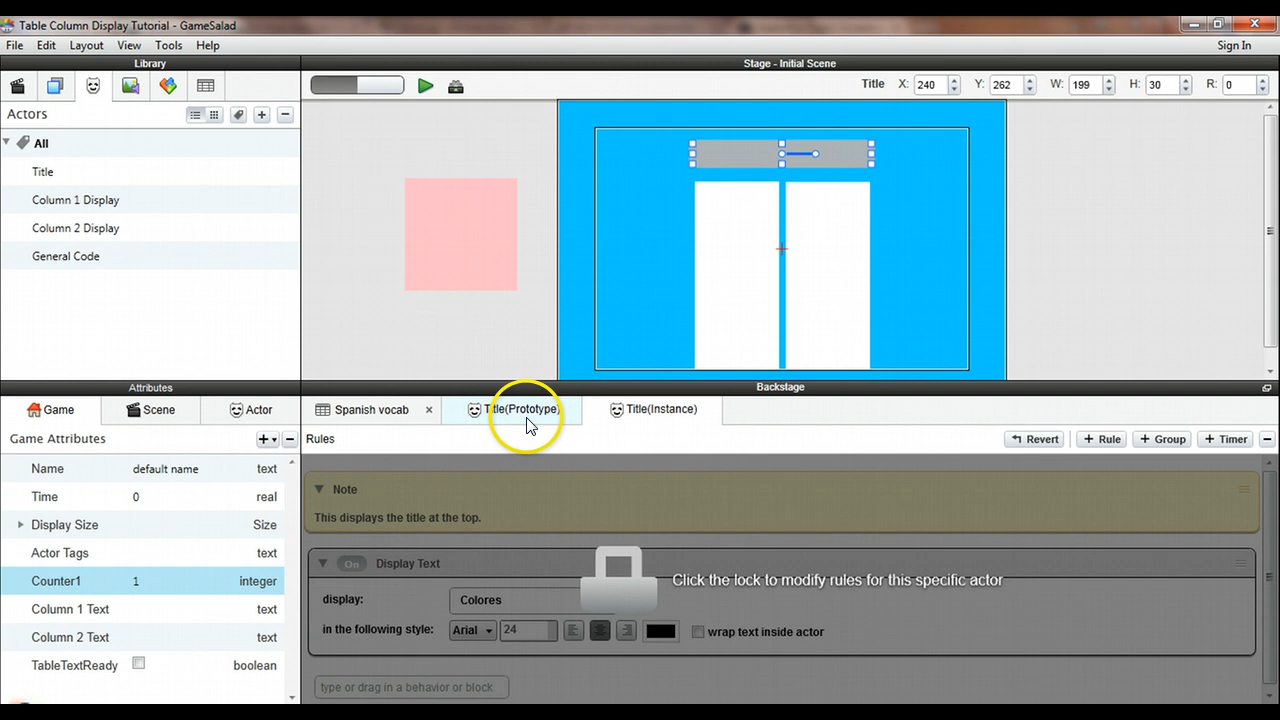 Table Column Display Tutorial - GameSalad
File Edit Layout View Tools Help Sign In
Library
Stage - Initial Scene
Title X: 240 Y: 262 W: 199 H: 30 R: 0
Actors
All
Title
Column 1 Display
Column 2 Display
General Code
Attributes
Backstage
Game Scene Actor
Spanish vocab × Title(Prototype) Title(Instance)
Game Attributes
Rules Revert + Rule + Group + Timer
Name default name text
Time 0 real
Display Size Size
Actor Tags text
Counter1 1 integer
Column 1 Text text
Column 2 Text text
TableTextReady boolean
Note
This displays the title at the top.
On Display Text
Click the lock to modify rules for this specific actor
display: Colores
in the following style: Arial 24 wrap text inside actor
type or drag in a behavior or block